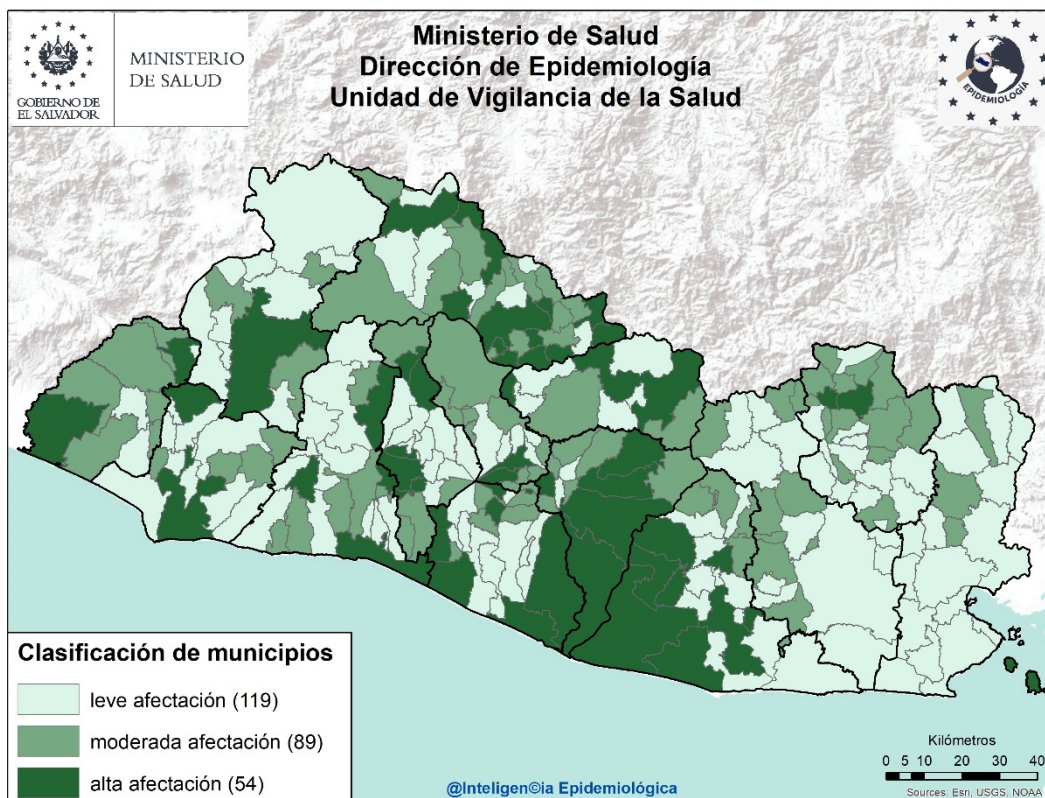 Ministerio de Salud
Dirección de Epidemiología
Unidad de Vigilancia de la Salud
GOBIERNO DE
EL SALVADOR
MINISTERIO
DE SALUD
EPIDEMIOLOGÍA
Clasificación de municipios
leve afectación (119)
moderada afectación (89)
alta afectación (54)
@Inteligen©ia Epidemiológica
Kilómetros
0 5 10 20 30 40
Sources: Esri, USGS, NOAA